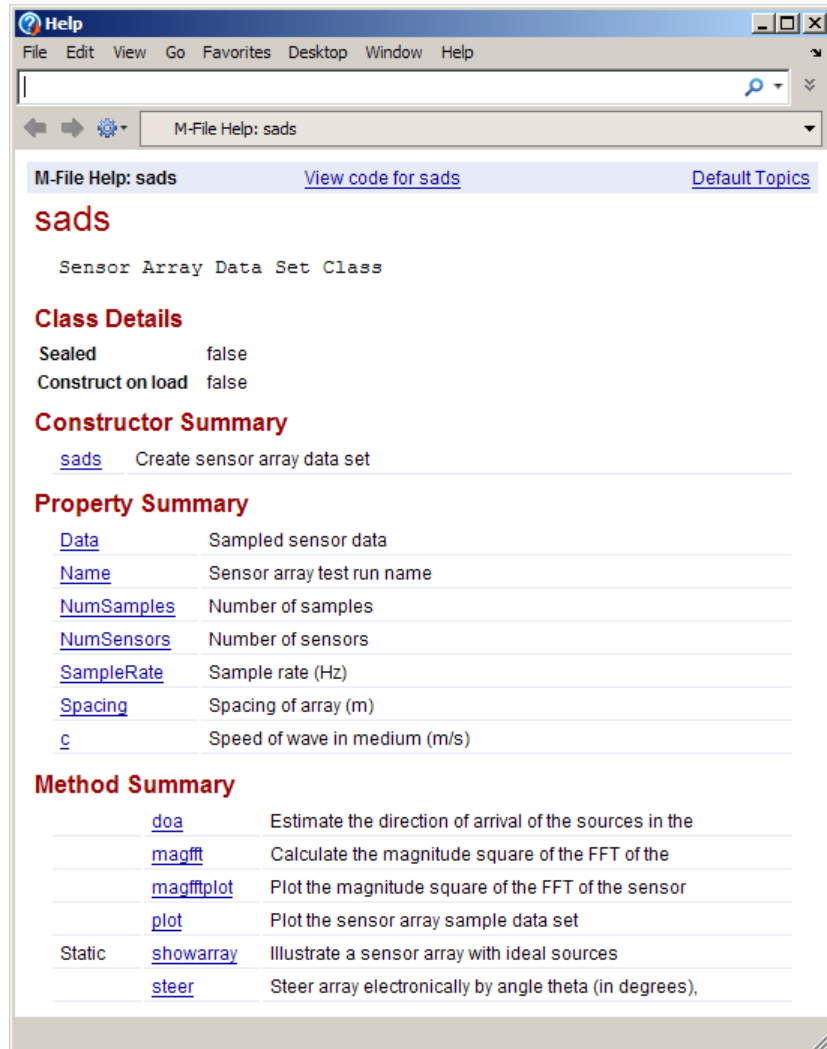 Help
File Edit View Go Favorites Desktop Window Help
M-File Help: sads
M-File Help: sads View code for sads Default Topics
sads
Sensor Array Data Set Class
Class Details
Sealed false
Construct on load false
Constructor Summary
sads Create sensor array data set
Property Summary
Data Sampled sensor data
Name Sensor array test run name
NumSamples Number of samples
NumSensors Number of sensors
SampleRate Sample rate (Hz)
Spacing Spacing of array (m)
c Speed of wave in medium (m/s)
Method Summary
doa Estimate the direction of arrival of the sources in the
magfft Calculate the magnitude square of the FFT of the
magfftplot Plot the magnitude square of the FFT of the sensor
plot Plot the sensor array sample data set
Static showarray Illustrate a sensor array with ideal sources
steer Steer array electronically by angle theta (in degrees),